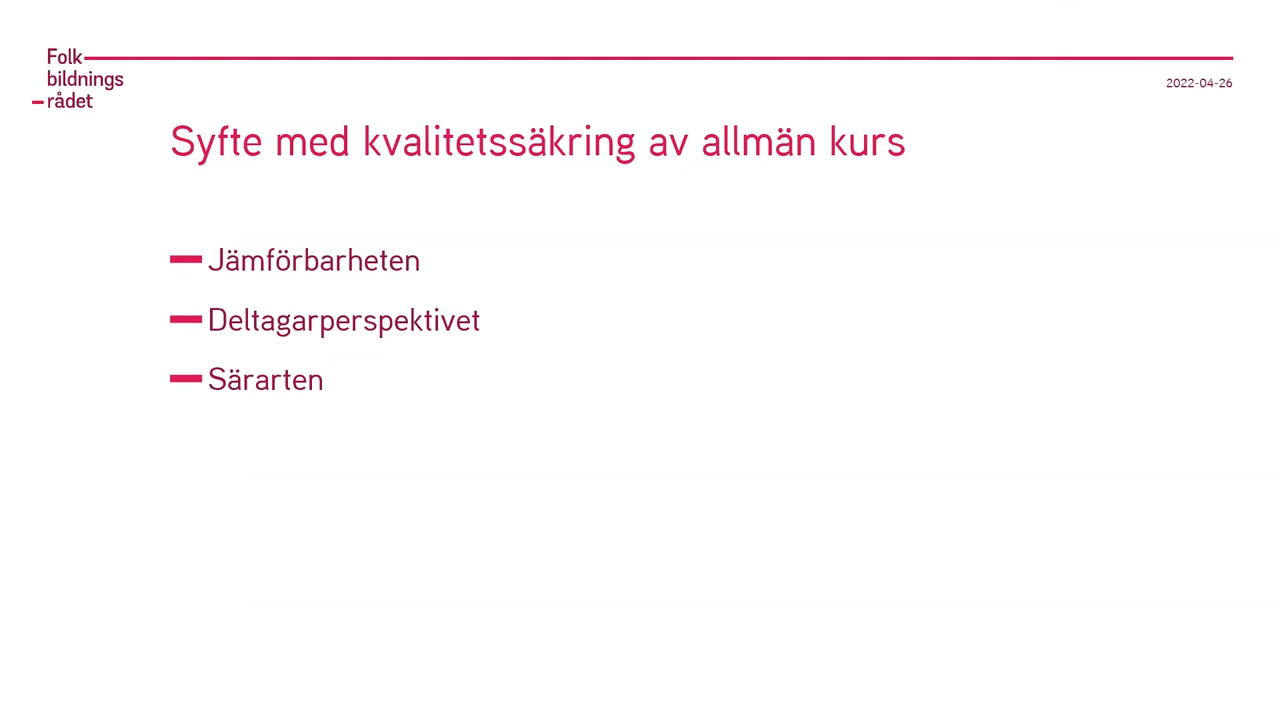 Folk
bildnings
rådet
2022-04-26
Syfte med kvalitetssäkring av allmän kurs
Jämförbarheten
Deltagarperspektivet
Särarten